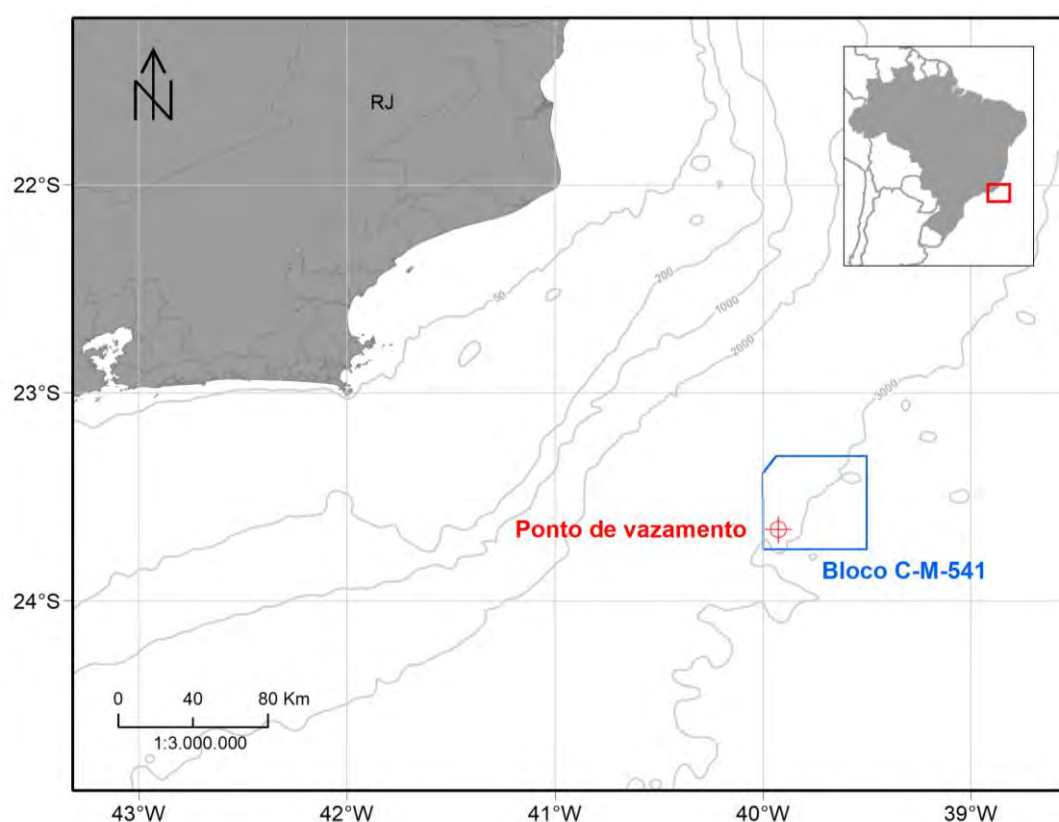 N
RJ
22°S
50
200
1000
2000
3000
23°S
Ponto de vazamento
Bloco C-M-541
24°S
0 40 80 Km
1:3.000.000
43°W 42°W 41°W 40°W 39°W